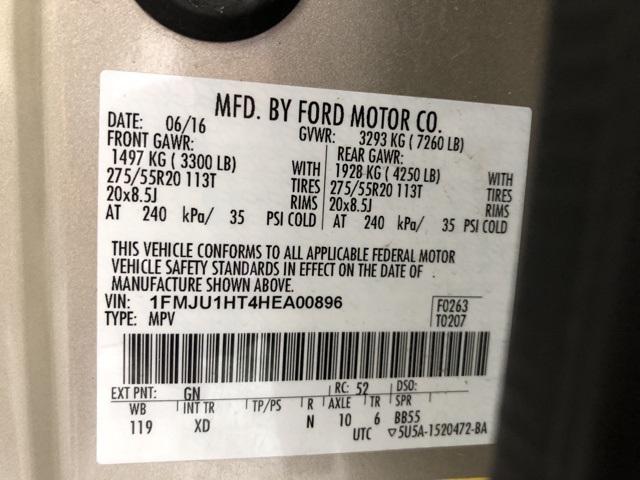 MFD. BY FORD MOTOR CO.
DATE: 06/16 GVWR: 3293 KG ( 7260 LB)
FRONT GAWR: REAR GAWR:
1497 KG ( 3300 LB) WITH 1928 KG ( 4250 LB) WITH
275/55R20 113T TIRES 275/55R20 113T TIRES
20x8.5J RIMS 20x8.5J RIMS
AT 240 kPa/ 35 PSI COLD AT 240 kPa/ 35 PSI COLD
THIS VEHICLE CONFORMS TO ALL APPLICABLE FEDERAL MOTOR
VEHICLE SAFETY STANDARDS IN EFFECT ON THE DATE OF
MANUFACTURE SHOWN ABOVE.
VIN: 1FMJU1HT4HEA00896 F0263
TYPE: MPV T0207
EXT PNT: GN RC: 52 DSO:
WB INT TR TP/PS R AXLE TR SPR
119 XD N 10 6 BB55
UTC ▽5U5A-1520472-BA